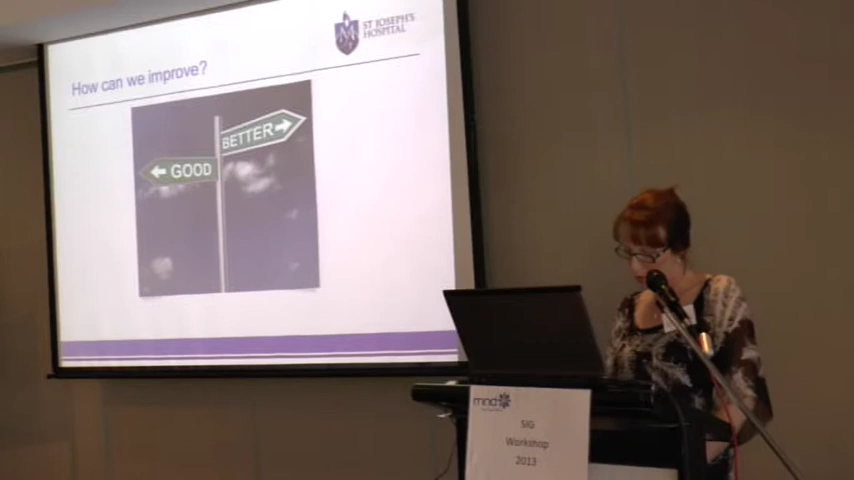 ST JOSEPH'S
HOSPITAL
How can we improve?
BETTER
GOOD
mnd
SIG
Workshop
2013